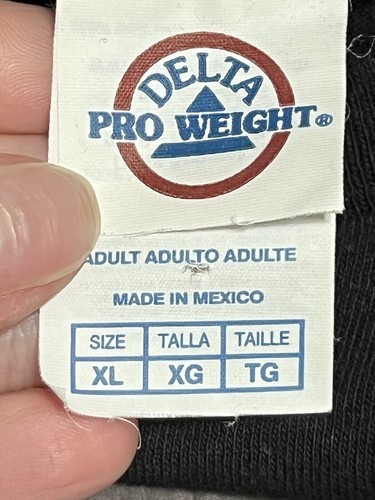 DELTA
PRO WEIGHT®
ADULT ADULTO ADULTE
MADE IN MEXICO
SIZE TALLA TAILLE
XL XG TG